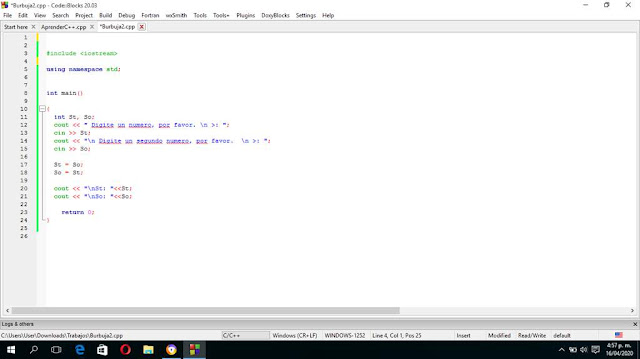 *Burbuja2.cpp - Code::Blocks 20.03
File Edit View Search Project Build Debug Fortran wxSmith Tools Tools+ Plugins DoxyBlocks Settings Help
Start here AprenderC++.cpp *Burbuja2.cpp
1
2
3 #include <iostream>
4
5 using namespace std;
6
7
8 int main()
9
10 {
11 int St, So;
12 cout << " Digite un numero, por favor. \n >: ";
13 cin >> St;
14 cout << "\n Digite un segundo numero, por favor. \n >: ";
15 cin >> So;
16
17 St = So;
18 So = St;
19
20 cout << "\nSt: "<<St;
21 cout << "\nSo: "<<So;
22
23 return 0;
24 }
25
26
Logs & others
C:\Users\User\Downloads\Trabajos\Burbuja2.cpp C/C++ Windows (CR+LF) WINDOWS-1252 Line 4, Col 1, Pos 25 Insert Modified Read/Write default
4:57 p. m.
16/04/2020